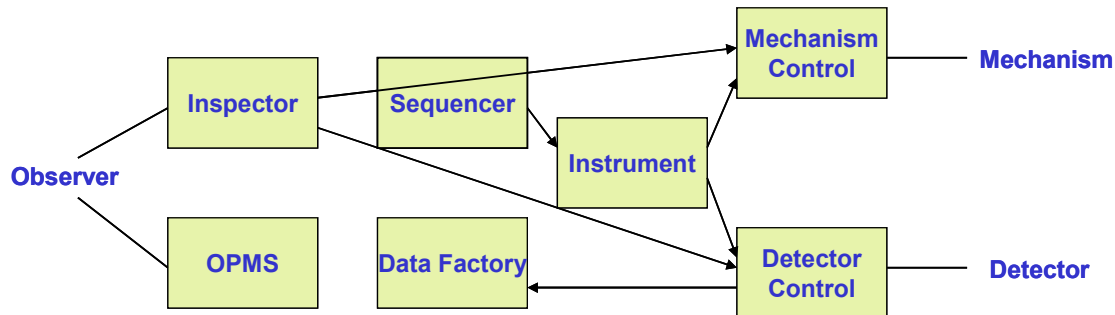 Mechanism
Control
Mechanism
Inspector
Sequencer
Instrument
Observer
OPMS
Data Factory
Detector
Control
Detector